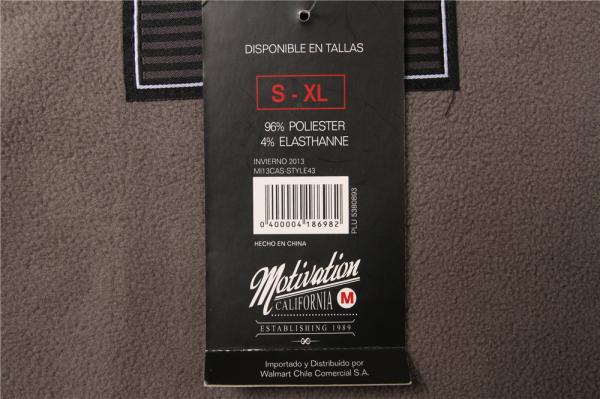 DISPONIBLE EN TALLAS
S - XL
96% POLIESTER
4% ELASTHANNE
INVIERNO 2013
MI13CAS-STYLE43
0 400004 186982
PLU 5380893
HECHO EN CHINA
Motivation
CALIFORNIA M
ESTABLISHING 1989
Importado y Distribuido por
Walmart Chile Comercial S.A.